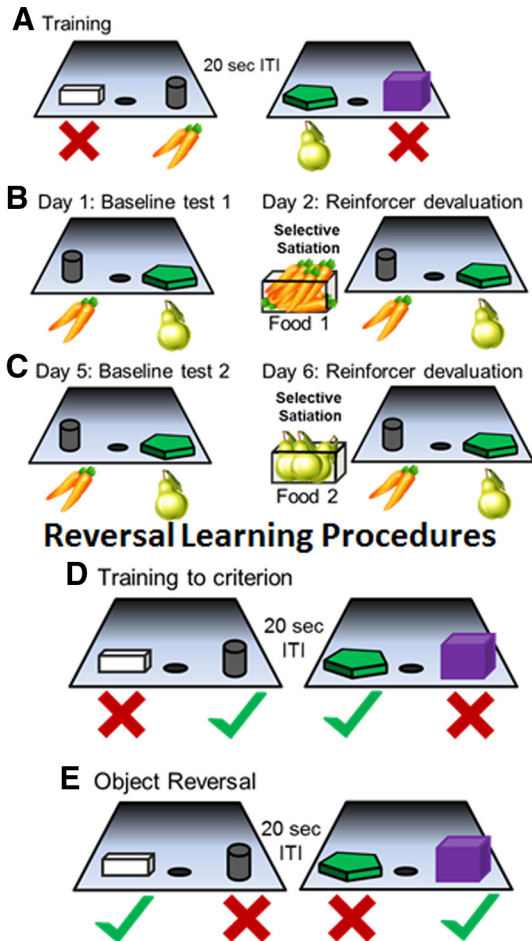 A Training
20 sec ITI
B Day 1: Baseline test 1
Day 2: Reinforcer devaluation
Selective
Satiation
Food 1
C Day 5: Baseline test 2
Day 6: Reinforcer devaluation
Selective
Satiation
Food 2
Reversal Learning Procedures
D Training to criterion
20 sec
ITI
E Object Reversal
20 sec
ITI